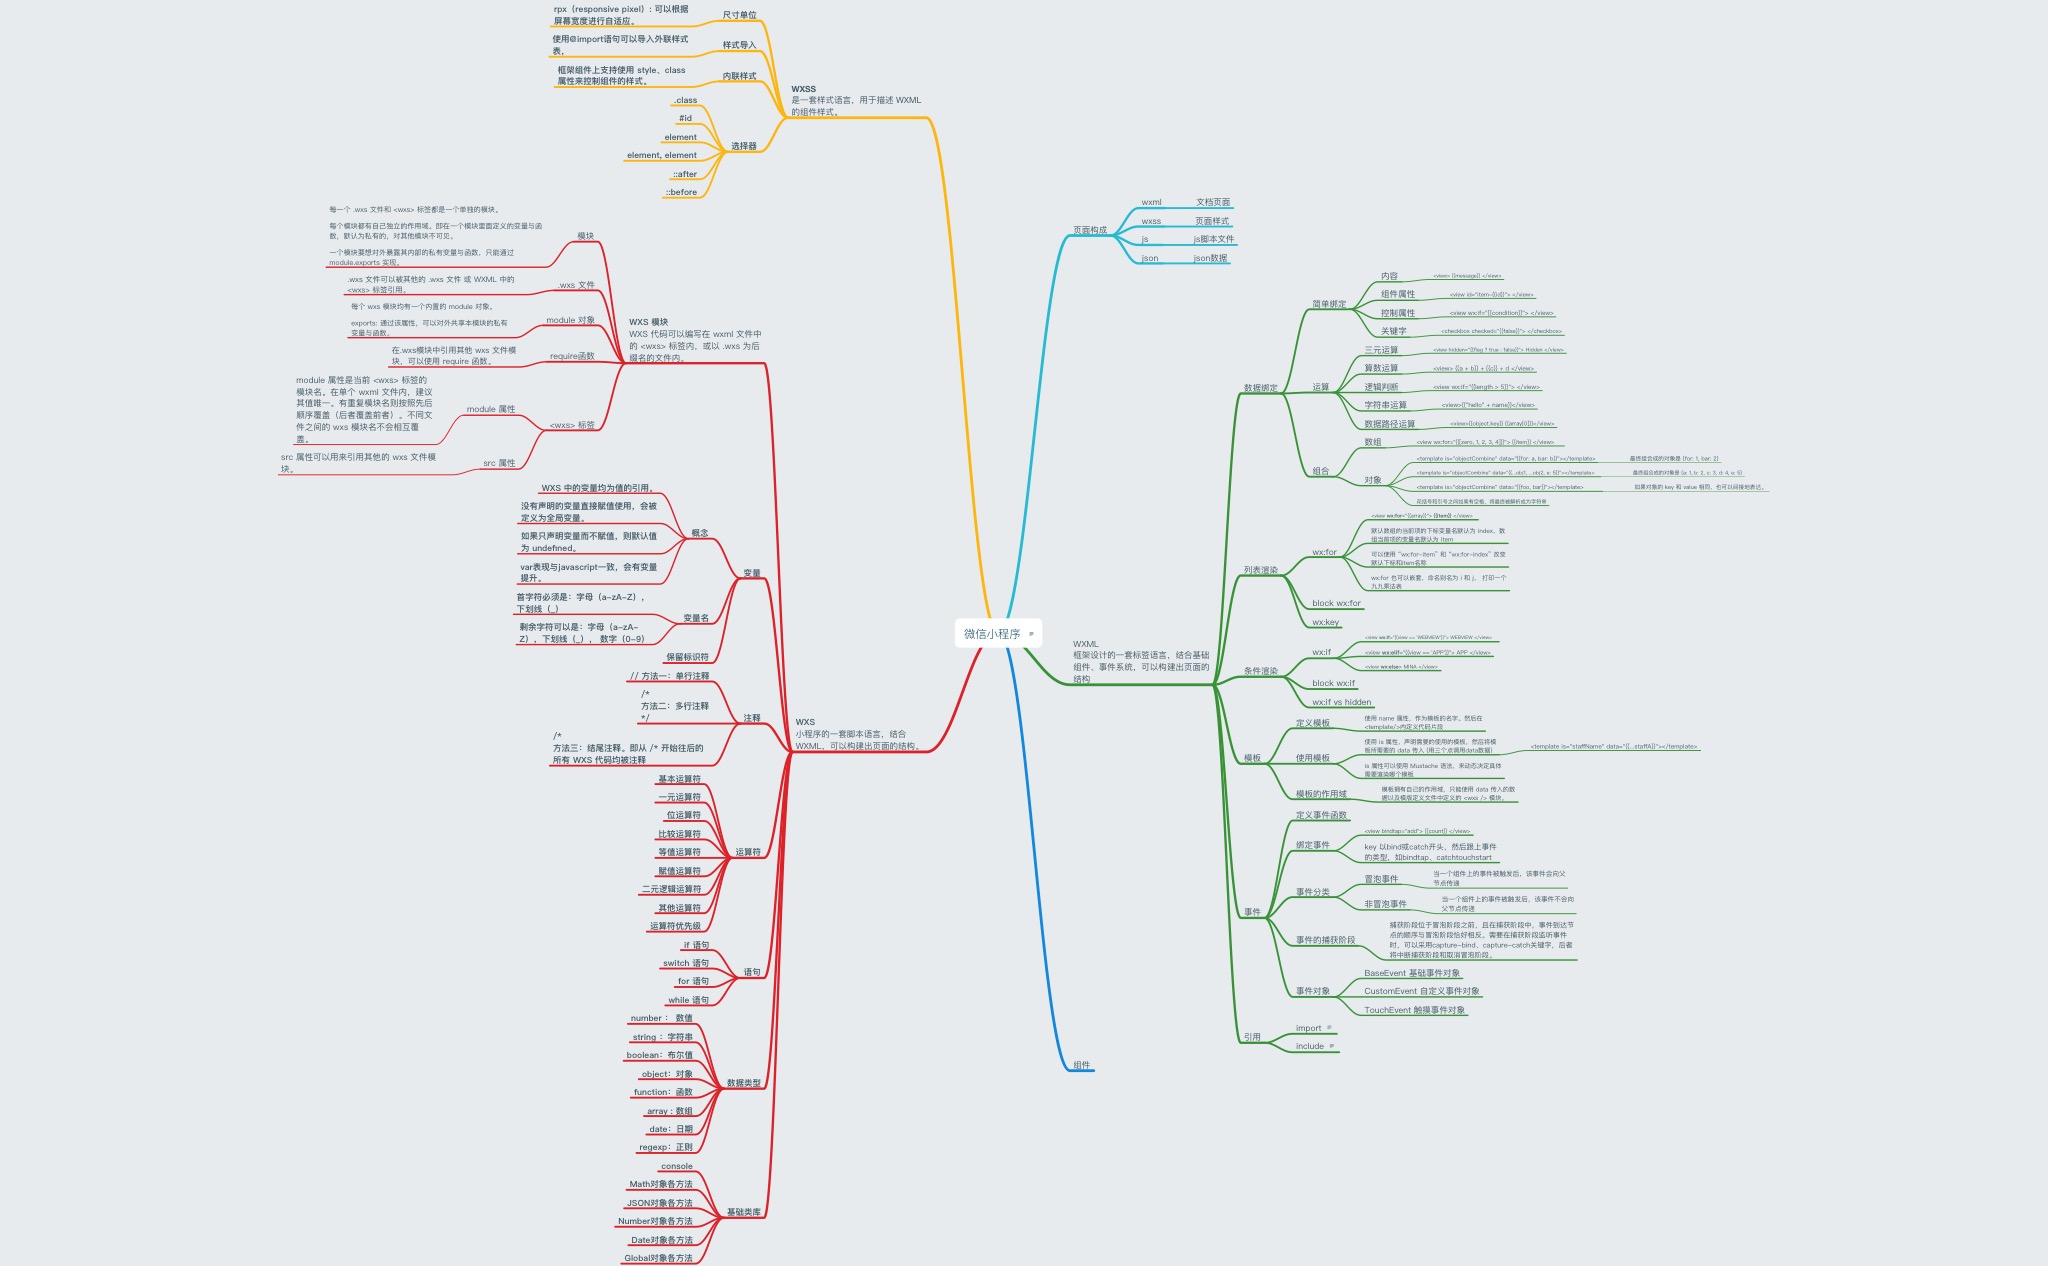 微信小程序
WXSS
是一套样式语言，用于描述 WXML
的组件样式。
尺寸单位
rpx（responsive pixel）: 可以根据
屏幕宽度进行自适应。
样式导入
使用@import语句可以导入外联样式
表，
内联样式
框架组件上支持使用 style、class
属性来控制组件的样式。
选择器
.class
#id
element
element, element
::after
::before
WXS
小程序的一套脚本语言，结合
WXML，可以构建出页面的结构。
WXS 模块
WXS 代码可以编写在 wxml 文件中
的 <wxs> 标签内，或以 .wxs 为后
缀名的文件内。
模块
每一个 .wxs 文件和 <wxs> 标签都是一个单独的模块。
每个模块都有自己独立的作用域。即在一个模块里面定义的变量与函
数，默认为私有的，对其他模块不可见。
一个模块要想对外暴露其内部的私有变量与函数，只能通过
module.exports 实现。
.wxs 文件
.wxs 文件可以被其他的 .wxs 文件 或 WXML 中的
<wxs> 标签引用。
module 对象
每个 wxs 模块均有一个内置的 module 对象。
exports: 通过该属性，可以对外共享本模块的私有
变量与函数。
require函数
在.wxs模块中引用其他 wxs 文件模
块，可以使用 require 函数。
<wxs> 标签
module 属性
module 属性是当前 <wxs> 标签的
模块名。在单个 wxml 文件内，建议
其值唯一。有重复模块名则按照先后
顺序覆盖（后者覆盖前者）。不同文
件之间的 wxs 模块名不会相互覆
盖。
src 属性
src 属性可以用来引用其他的 wxs 文件模
块。
变量
概念
WXS 中的变量均为值的引用。
没有声明的变量直接赋值使用，会被
定义为全局变量。
如果只声明变量而不赋值，则默认值
为 undefined。
var表现与javascript一致，会有变量
提升。
变量名
首字符必须是：字母（a-zA-Z），
下划线（_）
剩余字符可以是：字母（a-zA-
Z），下划线（_）， 数字（0-9）
保留标识符
注释
// 方法一：单行注释
/*
方法二：多行注释
*/
/*
方法三：结尾注释。即从 /* 开始往后的
所有 WXS 代码均被注释
运算符
基本运算符
一元运算符
位运算符
比较运算符
等值运算符
赋值运算符
二元逻辑运算符
其他运算符
运算符优先级
语句
if 语句
switch 语句
for 语句
while 语句
数据类型
number ： 数值
string ：字符串
boolean：布尔值
object：对象
function：函数
array : 数组
date：日期
regexp：正则
基础类库
console
Math对象各方法
JSON对象各方法
Number对象各方法
Date对象各方法
Global对象各方法
页面构成
wxml 文档页面
wxss 页面样式
js js脚本文件
json json数据
WXML
框架设计的一套标签语言，结合基础
组件、事件系统，可以构建出页面的
结构
数据绑定
简单绑定
内容 <view> {{message}} </view>
组件属性 <view id="item-{{id}}"> </view>
控制属性 <view wx:if="{{condition}}"> </view>
关键字 <checkbox checked="{{false}}"> </checkbox>
运算
三元运算 <view hidden="{{flag ? true : false}}"> Hidden </view>
算数运算 <view> {{a + b}} + {{c}} + d </view>
逻辑判断 <view wx:if="{{length > 5}}"> </view>
字符串运算 <view>{{"hello" + name}}</view>
数据路径运算 <view>{{object.key}} {{array[0]}}</view>
组合
数组 <view wx:for="{{[zero, 1, 2, 3, 4]}}"> {{item}} </view>
对象
<template is="objectCombine" data="{{for: a, bar: b}}"></template> 最终组合成的对象是 {for: 1, bar: 2}
<template is="objectCombine" data="{{...obj1, ...obj2, e: 5}}"></template> 最终组合成的对象是 {a: 1, b: 2, c: 3, d: 4, e: 5}
<template is="objectCombine" data="{{foo, bar}}"></template> 如果对象的 key 和 value 相同，也可以间接地表达。
花括号和引号之间如果有空格，将最终被解析成为字符串
列表渲染
wx:for
<view wx:for="{{array}}"> {{item}} </view>
默认数组的当前项的下标变量名默认为 index，数
组当前项的变量名默认为 item
可以使用 "wx:for-item" 和 "wx:for-index" 改变
默认下标和item名称
wx:for 也可以嵌套，命名别名为 i 和 j， 打印一个
九九乘法表
block wx:for
wx:key
条件渲染
wx:if
<view wx:if="{{view == 'WEBVIEW'}}"> WEBVIEW </view>
<view wx:elif="{{view == 'APP'}}"> APP </view>
<view wx:else> MINA </view>
block wx:if
wx:if vs hidden
模板
定义模板
使用 name 属性，作为模板的名字。然后在
<template/>内定义代码片段
使用模板
使用 is 属性，声明需要的使用的模板，然后将模
板所需要的 data 传入 (用三个点调用data数据)
<template is="staffName" data="{{...staffA}}"></template>
is 属性可以使用 Mustache 语法，来动态决定具体
需要渲染哪个模板
模板的作用域
模板拥有自己的作用域，只能使用 data 传入的数
据以及模版定义文件中定义的 <wxs /> 模块。
事件
定义事件函数
绑定事件
<view bindtap="add"> {{count}} </view>
key 以bind或catch开头，然后跟上事件
的类型，如bindtap、catchtouchstart
事件分类
冒泡事件
当一个组件上的事件被触发后，该事件会向父
节点传递
非冒泡事件
当一个组件上的事件被触发后，该事件不会向
父节点传递
事件的捕获阶段
捕获阶段位于冒泡阶段之前，且在捕获阶段中，事件到达节
点的顺序与冒泡阶段恰好相反。需要在捕获阶段监听事件
时，可以采用capture-bind、capture-catch关键字，后者
将中断捕获阶段和取消冒泡阶段。
事件对象
BaseEvent 基础事件对象
CustomEvent 自定义事件对象
TouchEvent 触摸事件对象
引用
import
include
组件